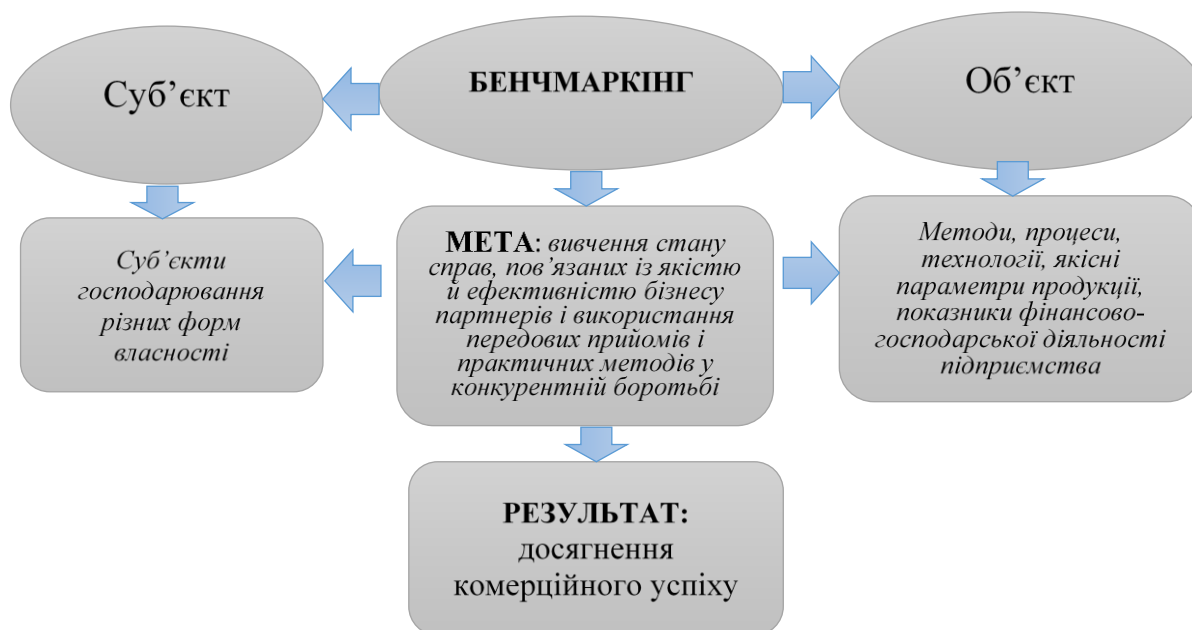 Суб’єкт
БЕНЧМАРКІНГ
Об’єкт
Суб’єкти
господарювання
різних форм
власності
МЕТА: вивчення стану
справ, пов’язаних із якістю
й ефективністю бізнесу
партнерів і використання
передових прийомів і
практичних методів у
конкурентній боротьбі
Методи, процеси,
технології, якісні
параметри продукції,
показники фінансово-
господарської діяльності
підприємства
РЕЗУЛЬТАТ:
досягнення
комерційного успіху